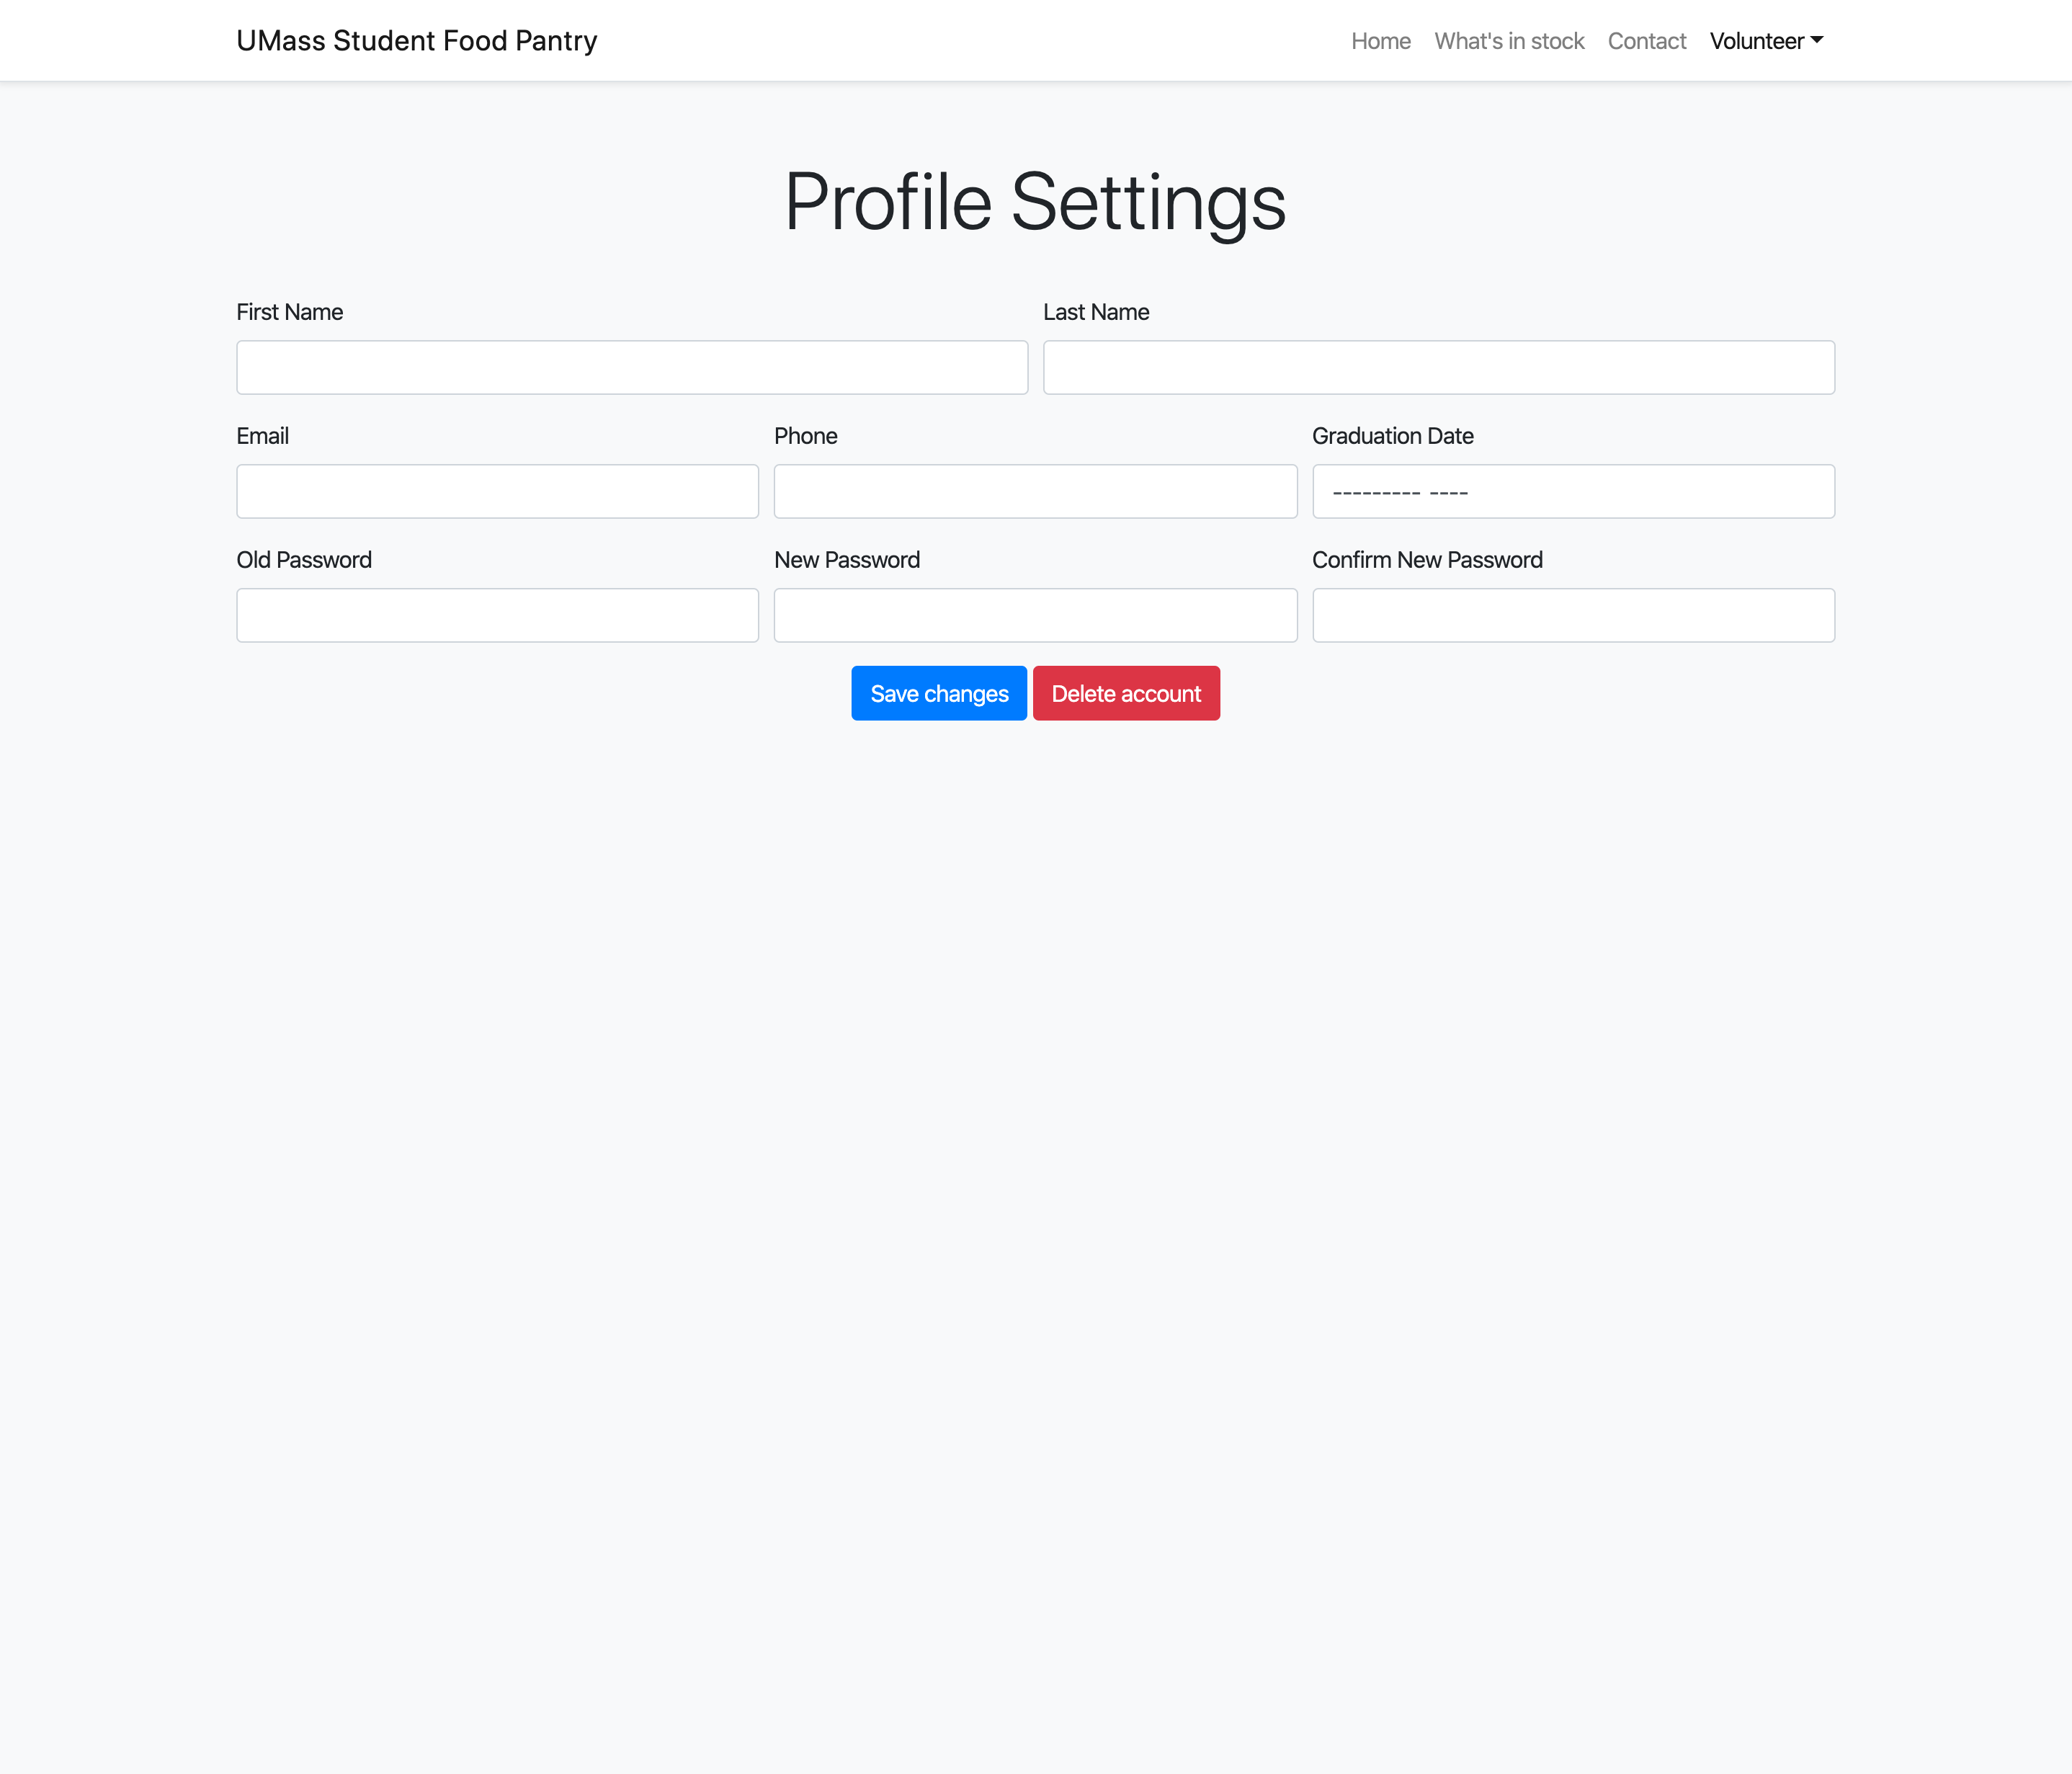 UMass Student Food Pantry Home What's in stock Contact Volunteer
Profile Settings
First Name Last Name
Email Phone Graduation Date
--------- ----
Old Password New Password Confirm New Password
Save changes Delete account